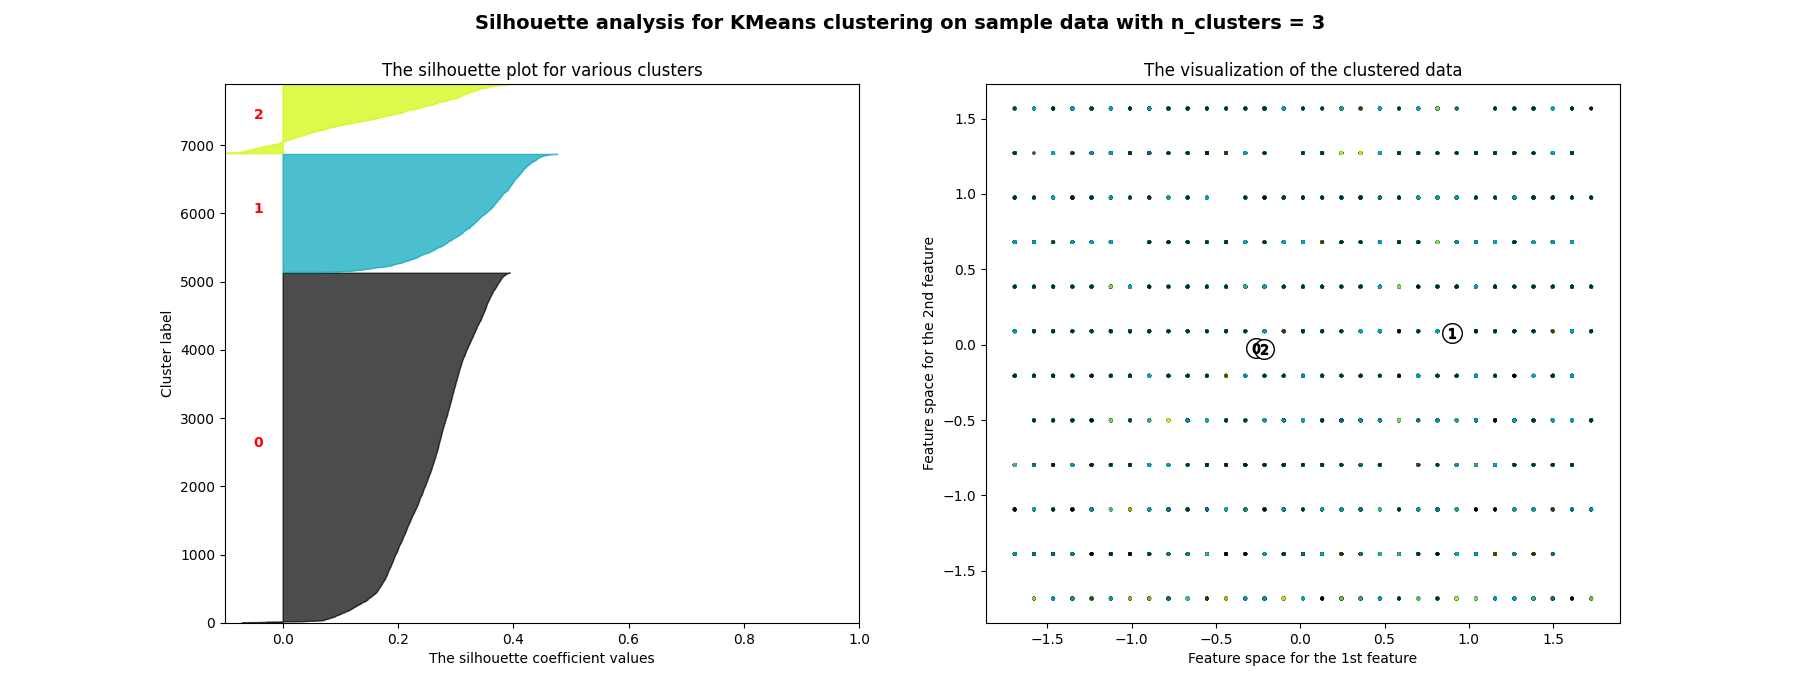 Silhouette analysis for KMeans clustering on sample data with n_clusters = 3
The silhouette plot for various clusters
2
1
0
7000
6000
5000
4000
3000
2000
1000
0
Cluster label
0.0 0.2 0.4 0.6 0.8 1.0
The silhouette coefficient values
The visualization of the clustered data
1.5
1.0
0.5
0.0
−0.5
−1.0
−1.5
Feature space for the 2nd feature
0 2 1
−1.5 −1.0 −0.5 0.0 0.5 1.0 1.5
Feature space for the 1st feature